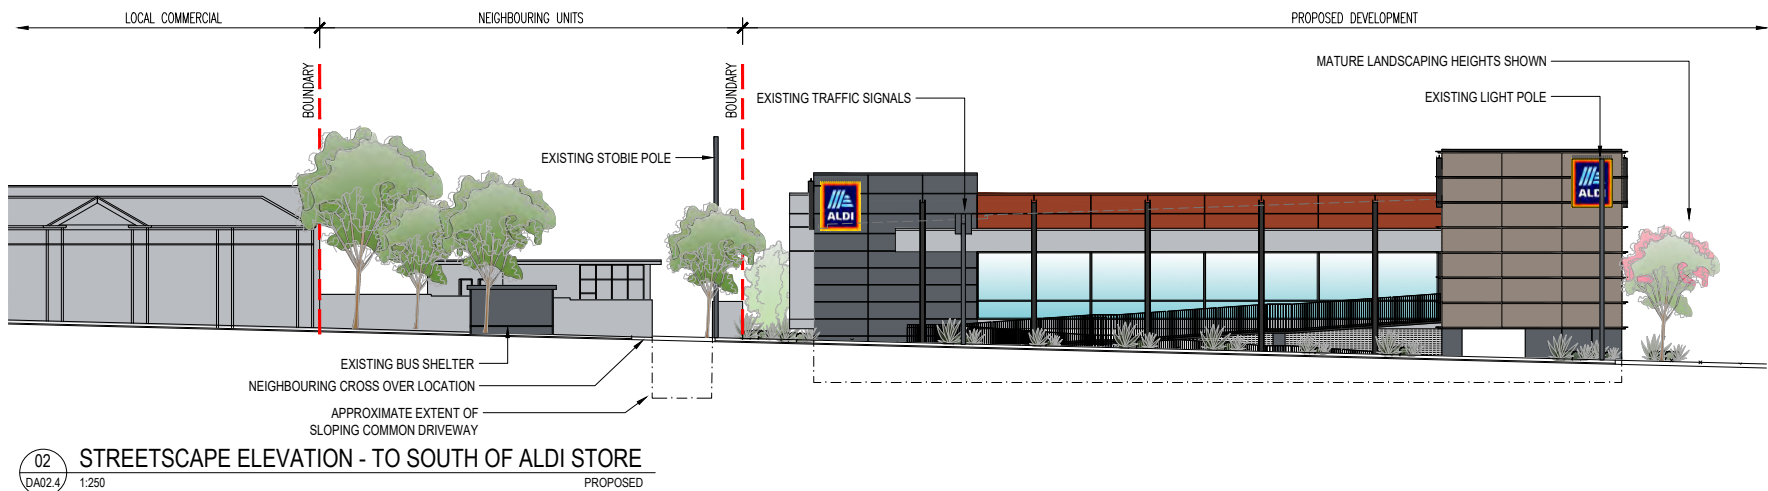 LOCAL COMMERCIAL
NEIGHBOURING UNITS
PROPOSED DEVELOPMENT
BOUNDARY
BOUNDARY
MATURE LANDSCAPING HEIGHTS SHOWN
EXISTING TRAFFIC SIGNALS
EXISTING LIGHT POLE
EXISTING STOBIE POLE
ALDI
ALDI
EXISTING BUS SHELTER
NEIGHBOURING CROSS OVER LOCATION
APPROXIMATE EXTENT OF
SLOPING COMMON DRIVEWAY
02
DA02.4
STREETSCAPE ELEVATION - TO SOUTH OF ALDI STORE
1:250
PROPOSED